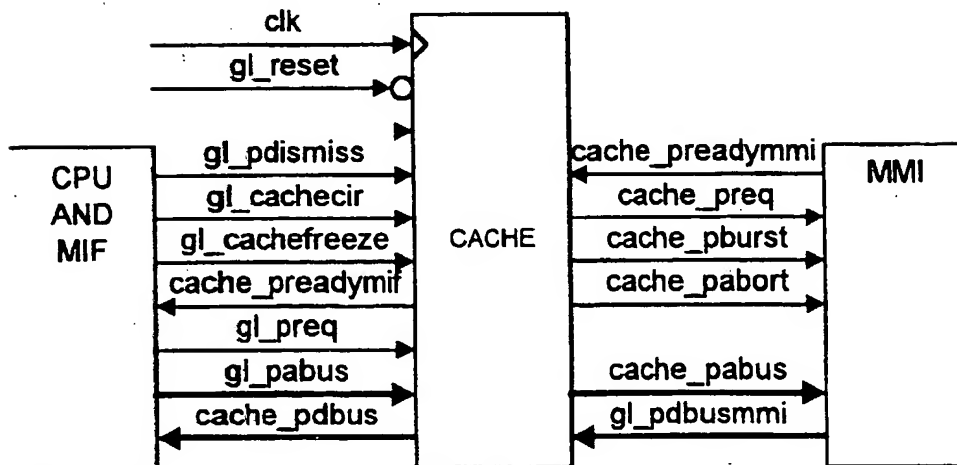 clk
gl_reset
CPU
AND
MIF
gl_pdismiss
gl_cachecir
gl_cachefreeze
cache_preadymif
gl_preq
gl_pabus
cache_pdbus
CACHE
cache_preadymmi
cache_preq
cache_pburst
cache_pabort
cache_pabus
gl_pdbusmmi
MMI